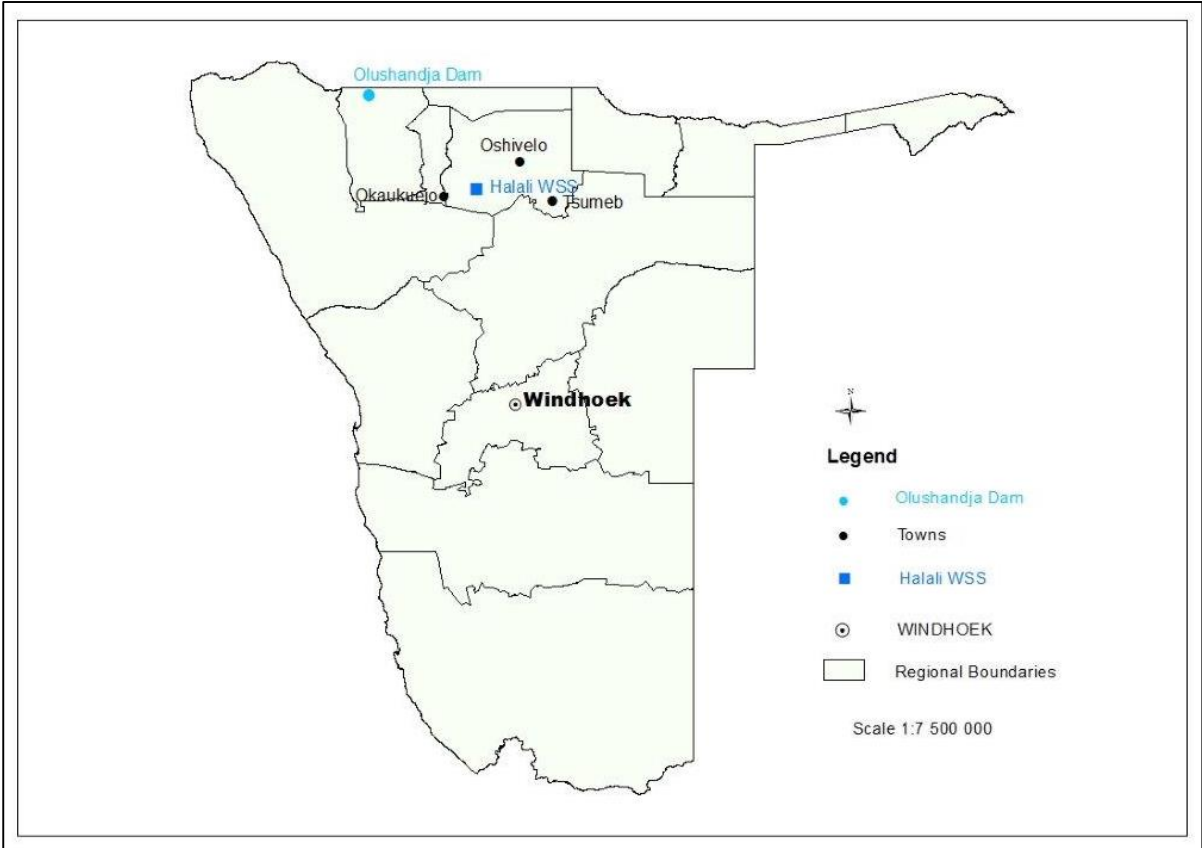 Olushandja Dam
Oshivelo
Halali WSS
Okaukuejo
Tsumeb
Windhoek
N
Legend
Olushandja Dam
Towns
Halali WSS
WINDHOEK
Regional Boundaries
Scale 1:7 500 000